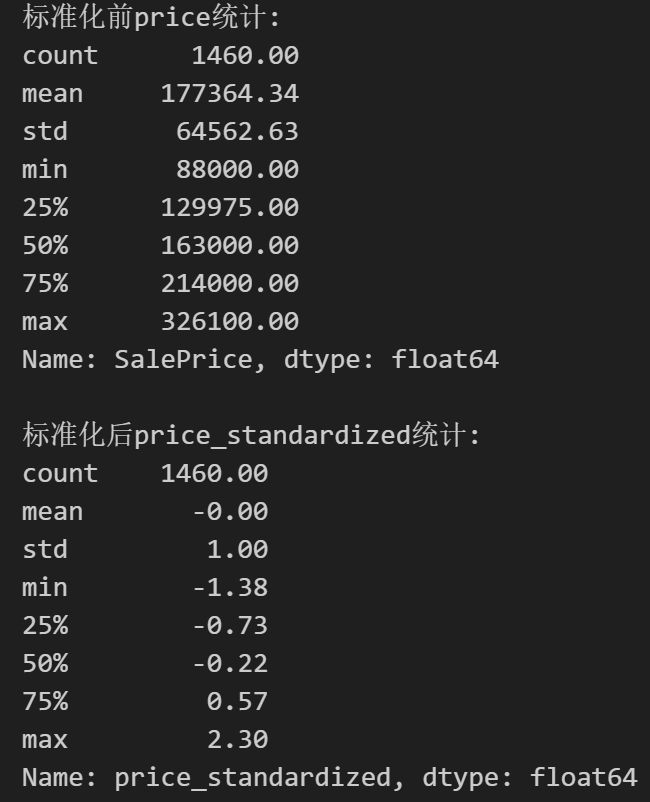 标准化前price统计:
count      1460.00
mean     177364.34
std       64562.63
min       88000.00
25%      129975.00
50%      163000.00
75%      214000.00
max      326100.00
Name: SalePrice, dtype: float64

标准化后price_standardized统计:
count    1460.00
mean       -0.00
std         1.00
min        -1.38
25%        -0.73
50%        -0.22
75%         0.57
max         2.30
Name: price_standardized, dtype: float64